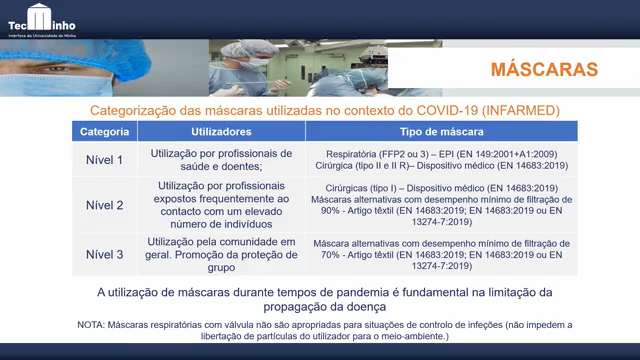 TecMinho
Interface da Universidade do Minho
MÁSCARAS
Categorização das máscaras utilizadas no contexto do COVID-19 (INFARMED)
Categoria
Utilizadores
Tipo de máscara
Nível 1
Utilização por profissionais de
saúde e doentes;
Respiratória (FFP2 ou 3) – EPI (EN 149:2001+A1:2009)
Cirúrgica (tipo II e II R)– Dispositivo médico (EN 14683:2019)
Nível 2
Utilização por profissionais
expostos frequentemente ao
contacto com um elevado
número de indivíduos
Cirúrgicas (tipo I) – Dispositivo médico (EN 14683:2019)
Máscaras alternativas com desempenho mínimo de filtração de
90% - Artigo têxtil (EN 14683:2019; EN 14683:2019 ou EN
13274-7:2019)
Nível 3
Utilização pela comunidade em
geral. Promoção da proteção de
grupo
Máscara alternativas com desempenho mínimo de filtração de
70% - Artigo têxtil (EN 14683:2019; EN 14683:2019 ou EN
13274-7:2019)
A utilização de máscaras durante tempos de pandemia é fundamental na limitação da
propagação da doença
NOTA: Máscaras respiratórias com válvula não são apropriadas para situações de controlo de infeções (não impedem a
libertação de partículas do utilizador para o meio-ambiente.)